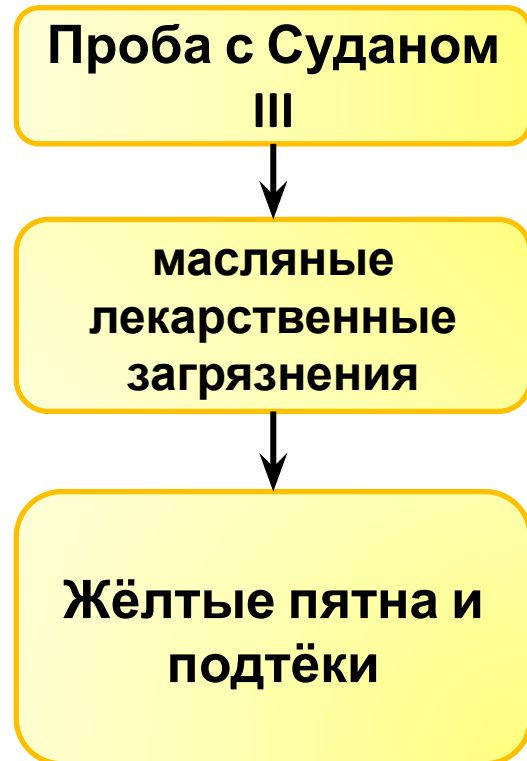 Проба с Суданом
III
масляные
лекарственные
загрязнения
Жёлтые пятна и
подтёки